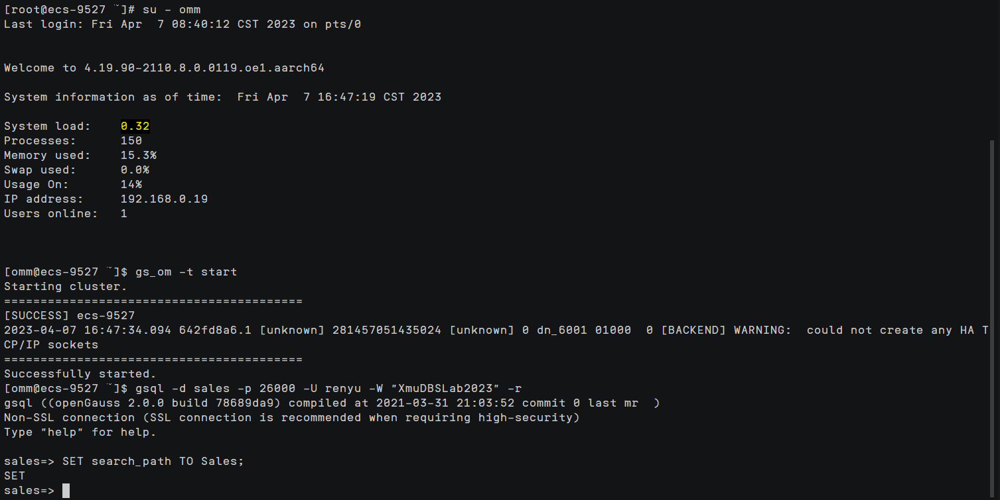 [root@ecs-9527 ~]# su - omm
Last login: Fri Apr  7 08:40:12 CST 2023 on pts/0
Welcome to 4.19.90-2110.8.0.0119.oe1.aarch64
System information as of time:  Fri Apr  7 16:47:19 CST 2023
System load:    0.32
Processes:      150
Memory used:    15.3%
Swap used:      0.0%
Usage On:       14%
IP address:     192.168.0.19
Users online:   1
[omm@ecs-9527 ~]$ gs_om -t start
Starting cluster.
=========================================
[SUCCESS] ecs-9527
2023-04-07 16:47:34.094 642fd8a6.1 [unknown] 281457051435024 [unknown] 0 dn_6001 01000  0 [BACKEND] WARNING:  could not create any HA T
CP/IP sockets
=========================================
Successfully started.
[omm@ecs-9527 ~]$ gsql -d sales -p 26000 -U renyu -W "XmuDBSLab2023" -r
gsql ((openGauss 2.0.0 build 78689da9) compiled at 2021-03-31 21:03:52 commit 0 last mr  )
Non-SSL connection (SSL connection is recommended when requiring high-security)
Type "help" for help.
sales=> SET search_path TO Sales;
SET
sales=>